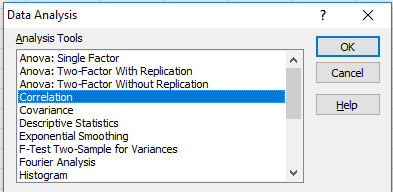 Data Analysis
?
Analysis Tools
Anova: Single Factor
Anova: Two-Factor With Replication
Anova: Two-Factor Without Replication
Correlation
Covariance
Descriptive Statistics
Exponential Smoothing
F-Test Two-Sample for Variances
Fourier Analysis
Histogram
OK
Cancel
Help